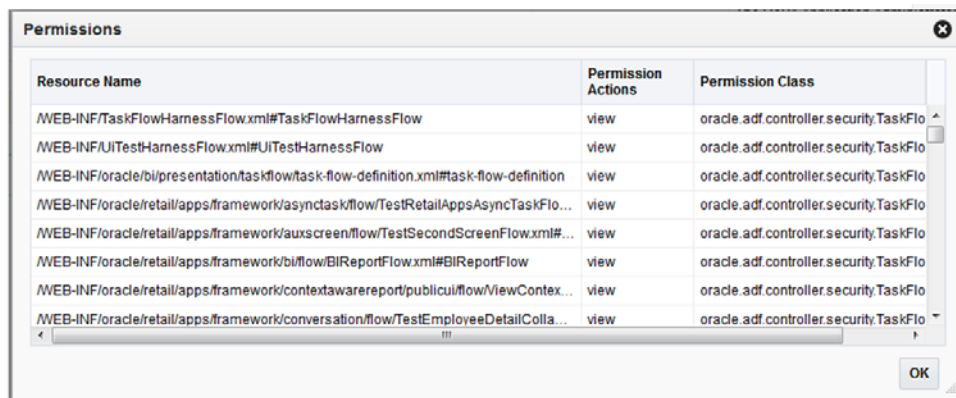 Permissions
Resource Name Permission Actions Permission Class
/WEB-INF/TaskFlowHarnessFlow.xml#TaskFlowHarnessFlow view oracle.adf.controller.security.TaskFlo
/WEB-INF/UiTestHarnessFlow.xml#UiTestHarnessFlow view oracle.adf.controller.security.TaskFlo
/WEB-INF/oracle/bi/presentation/taskflow/task-flow-definition.xml#task-flow-definition view oracle.adf.controller.security.TaskFlo
/WEB-INF/oracle/retail/apps/framework/asynctask/flow/TestRetailAppsAsyncTaskFlo... view oracle.adf.controller.security.TaskFlo
/WEB-INF/oracle/retail/apps/framework/auxscreen/flow/TestSecondScreenFlow.xml#... view oracle.adf.controller.security.TaskFlo
/WEB-INF/oracle/retail/apps/framework/bi/flow/BIReportFlow.xml#BIReportFlow view oracle.adf.controller.security.TaskFlo
/WEB-INF/oracle/retail/apps/framework/contextawarereport/publicui/flow/ViewContex... view oracle.adf.controller.security.TaskFlo
/WEB-INF/oracle/retail/apps/framework/conversation/flow/TestEmployeeDetailColla... view oracle.adf.controller.security.TaskFlo
OK